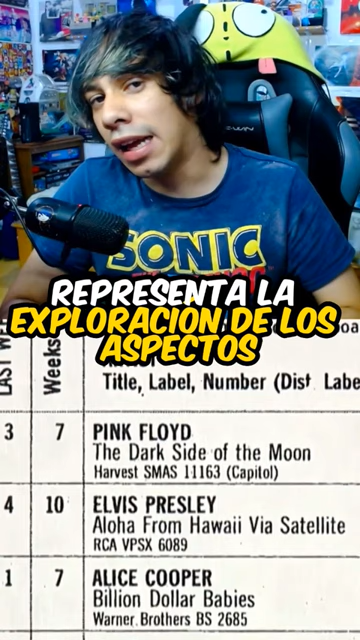 SONIC
REPRESENTA LA
EXPLORACIÓN DE LOS
ASPECTOS
Weeks
Title, Label, Number (Dist Labe
3 7 PINK FLOYD
The Dark Side of the Moon
Harvest SMAS 11163 (Capitol)
4 10 ELVIS PRESLEY
Aloha From Hawaii Via Satellite
RCA VPSX 6089
1 7 ALICE COOPER
Billion Dollar Babies
Warner Brothers BS 2685